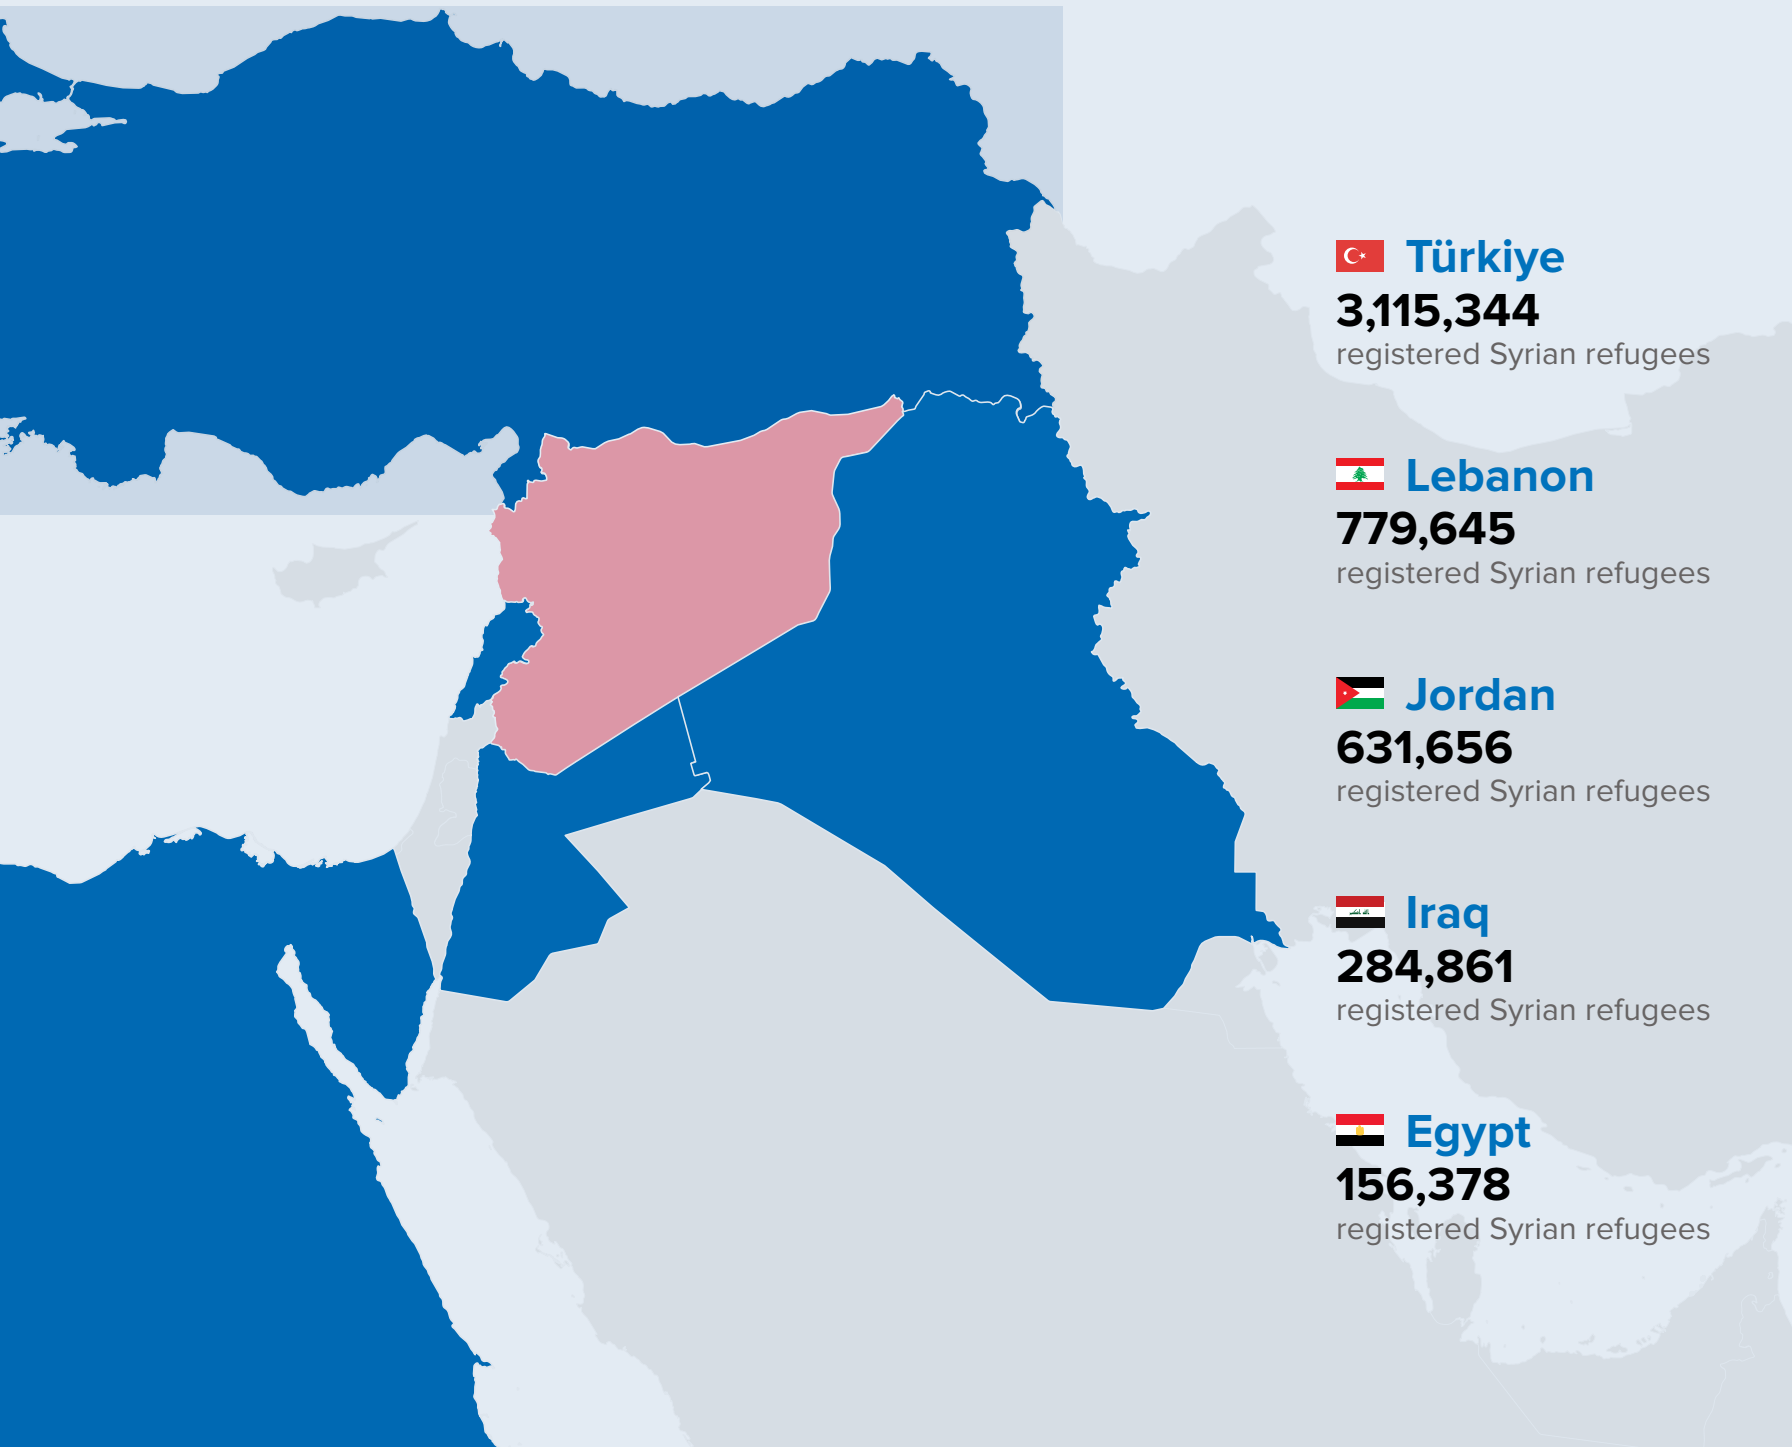 Türkiye
3,115,344
registered Syrian refugees
Lebanon
779,645
registered Syrian refugees
Jordan
631,656
registered Syrian refugees
Iraq
284,861
registered Syrian refugees
Egypt
156,378
registered Syrian refugees